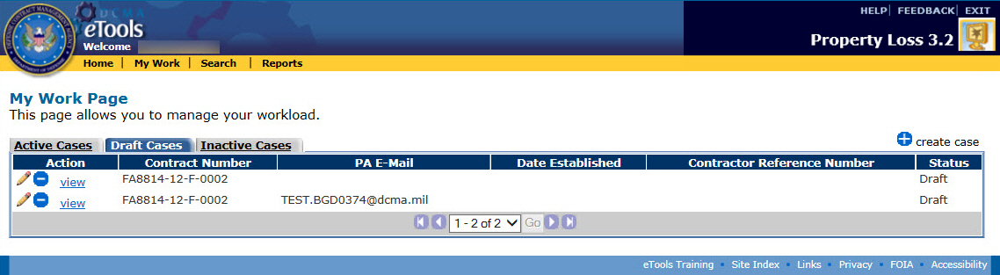 DCMA
eTools
Welcome
HELP| FEEDBACK| EXIT
Property Loss 3.2
Home | My Work | Search | Reports
My Work Page
This page allows you to manage your workload.
Active Cases Draft Cases Inactive Cases
create case
Action Contract Number PA E-Mail Date Established Contractor Reference Number Status
view FA8814-12-F-0002 Draft
view FA8814-12-F-0002 TEST.BGD0374@dcma.mil Draft
1 - 2 of 2 Go
eTools Training • Site Index • Links • Privacy • FOIA • Accessibility